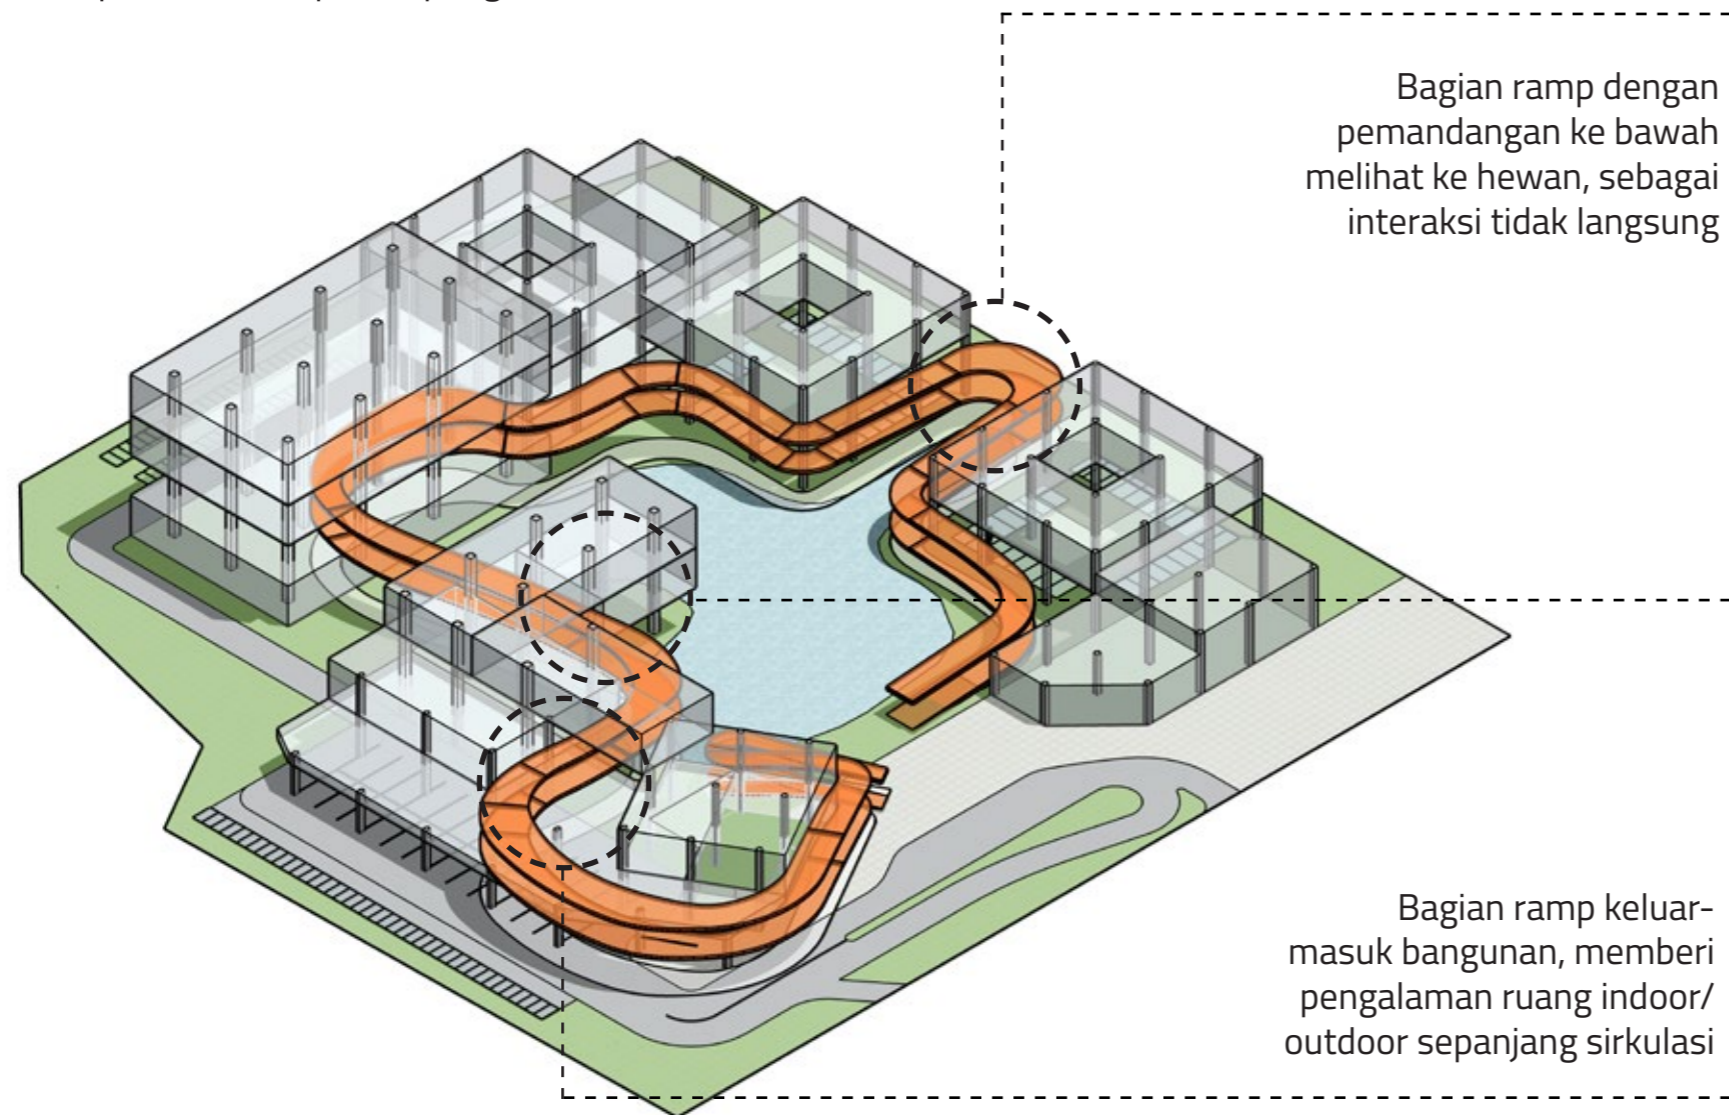 Bagian ramp dengan
pemandangan ke bawah
melihat ke hewan, sebagai
interaksi tidak langsung
Bagian ramp keluar-
masuk bangunan, memberi
pengalaman ruang indoor/
outdoor sepanjang sirkulasi